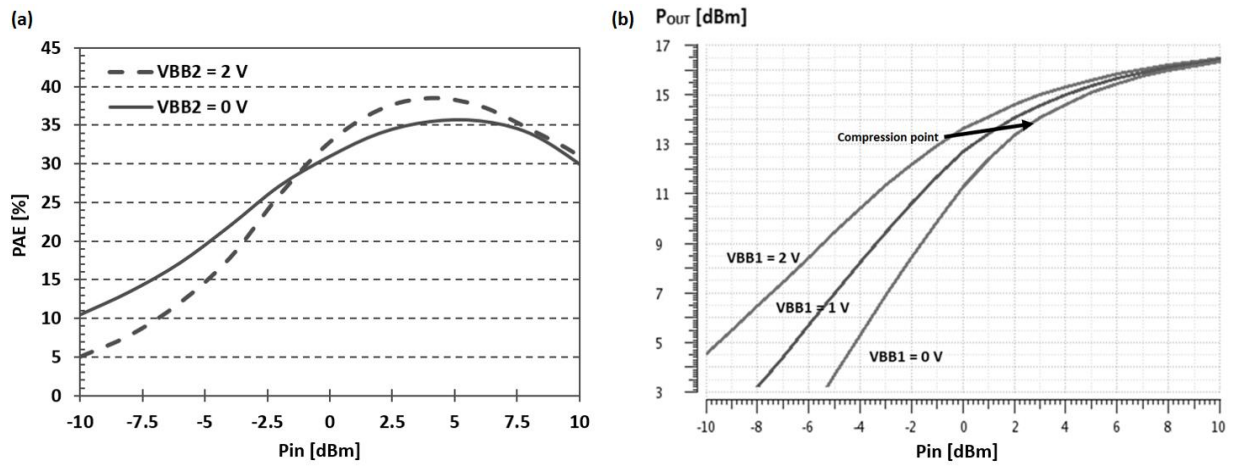 (a)
45
40
35
30
25
20
15
10
5
0
PAE [%]
VBB2 = 2 V
VBB2 = 0 V
-10 -7.5 -5 -2.5 0 2.5 5 7.5 10
Pin [dBm]
(b) POUT [dBm]
17
15
13
11
9
7
5
3
Compression point
VBB1 = 2 V
VBB1 = 1 V
VBB1 = 0 V
-10 -8 -6 -4 -2 0 2 4 6 8 10
Pin [dBm]